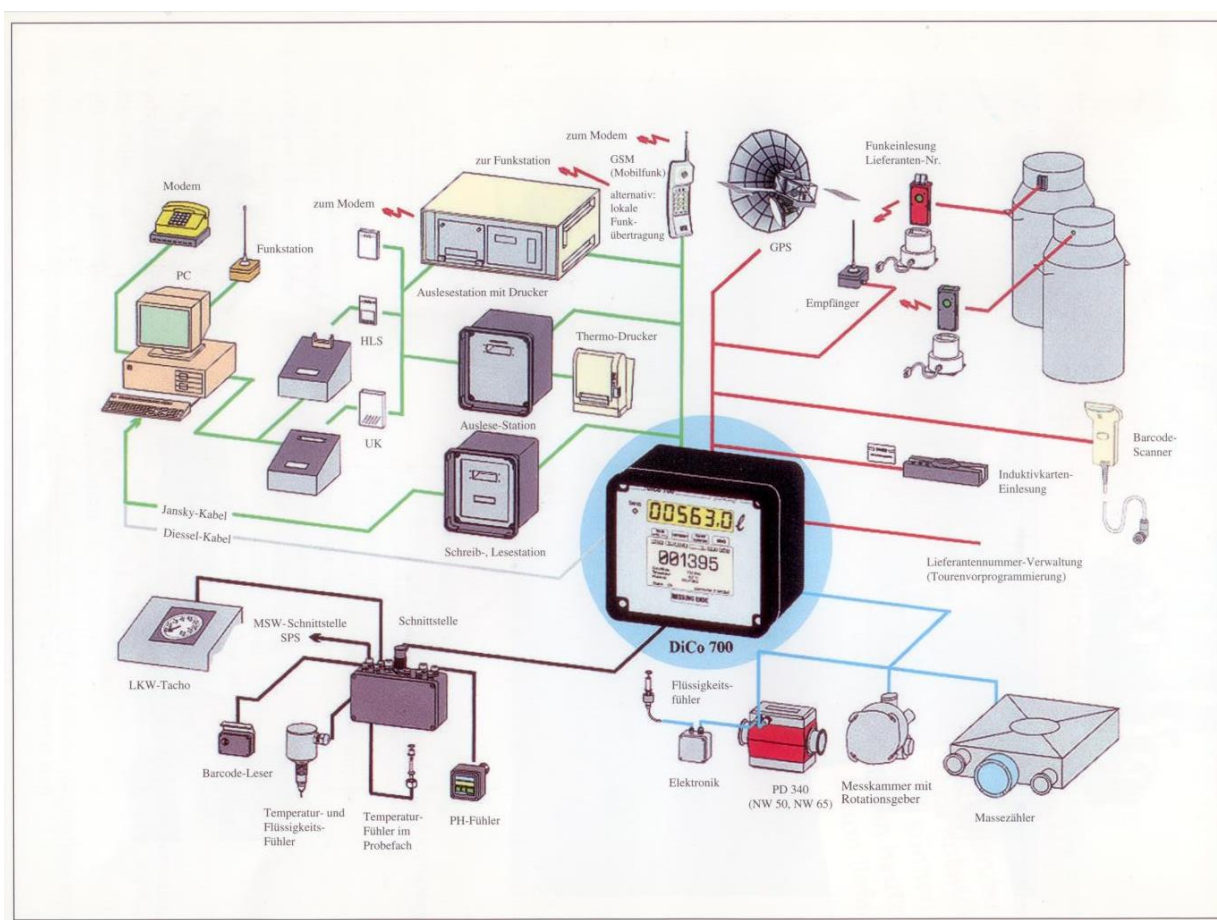 zum Modem
GSM
(Mobilfunk)
alternativ:
lokale
Funk-
übertragung
zur Funkstation
zum Modem
Modem
Funkstation
PC
Auslesestation mit Drucker
HLS
Thermo-Drucker
UK
Auslese-Station
Jansky-Kabel
Diessel-Kabel
Schreib-, Lesestation
GPS
Funkeinlesung
Lieferanten-Nr.
Empfänger
Barcode-
Scanner
Induktivkarten-
Einlesung
Lieferantennummer-Verwaltung
(Tourenvorprogrammierung)
00563,0 l
001395
MESSUNG ENDE
DiCo 700
LKW-Tacho
MSW-Schnittstelle
SPS
Schnittstelle
Barcode-Leser
Temperatur- und
Flüssigkeits-
Fühler
Temperatur-
Fühler im
Probefach
PH-Fühler
Flüssigkeits-
fühler
Elektronik
PD 340
(NW 50, NW 65)
Messkammer mit
Rotationsgeber
Massezähler